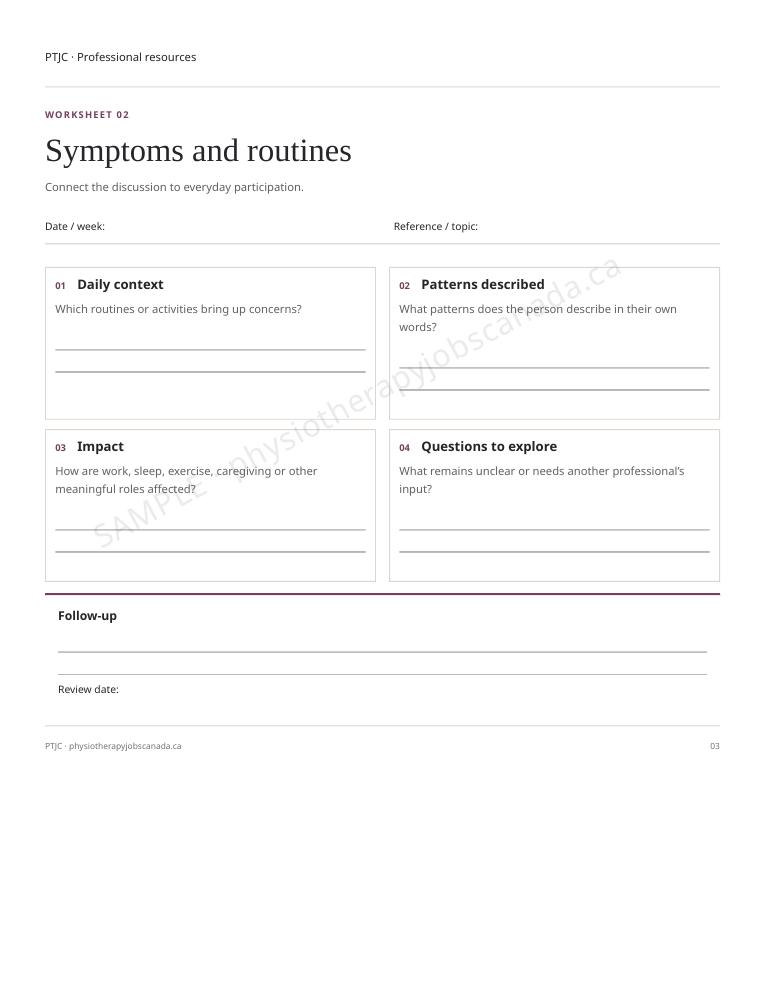 PTJC · Professional resources
WORKSHEET 02
Symptoms and routines
Connect the discussion to everyday participation.
Date / week:
Reference / topic:
01 Daily context
Which routines or activities bring up concerns?
02 Patterns described
What patterns does the person describe in their own
words?
03 Impact
How are work, sleep, exercise, caregiving or other
meaningful roles affected?
04 Questions to explore
What remains unclear or needs another professional’s
input?
SAMPLE physiotherapyjobscanada.ca
Follow-up
Review date:
PTJC · physiotherapyjobscanada.ca
03